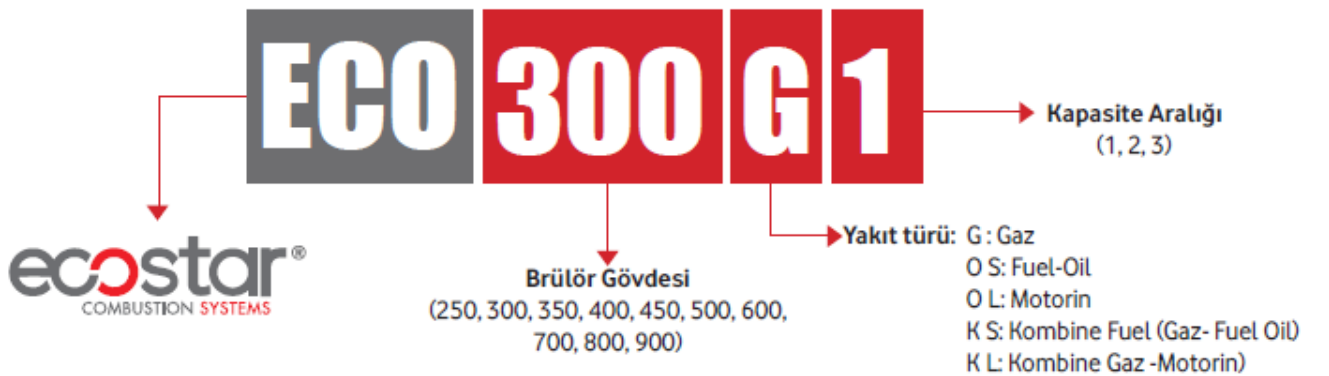 ECO 300 G 1
Kapasite Aralığı
(1, 2, 3)
ecostar®
COMBUSTION SYSTEMS
Brülör Gövdesi
(250, 300, 350, 400, 450, 500, 600,
700, 800, 900)
Yakıt türü: G : Gaz
O S: Fuel-Oil
O L: Motorin
K S: Kombine Fuel (Gaz- Fuel Oil)
K L: Kombine Gaz -Motorin)